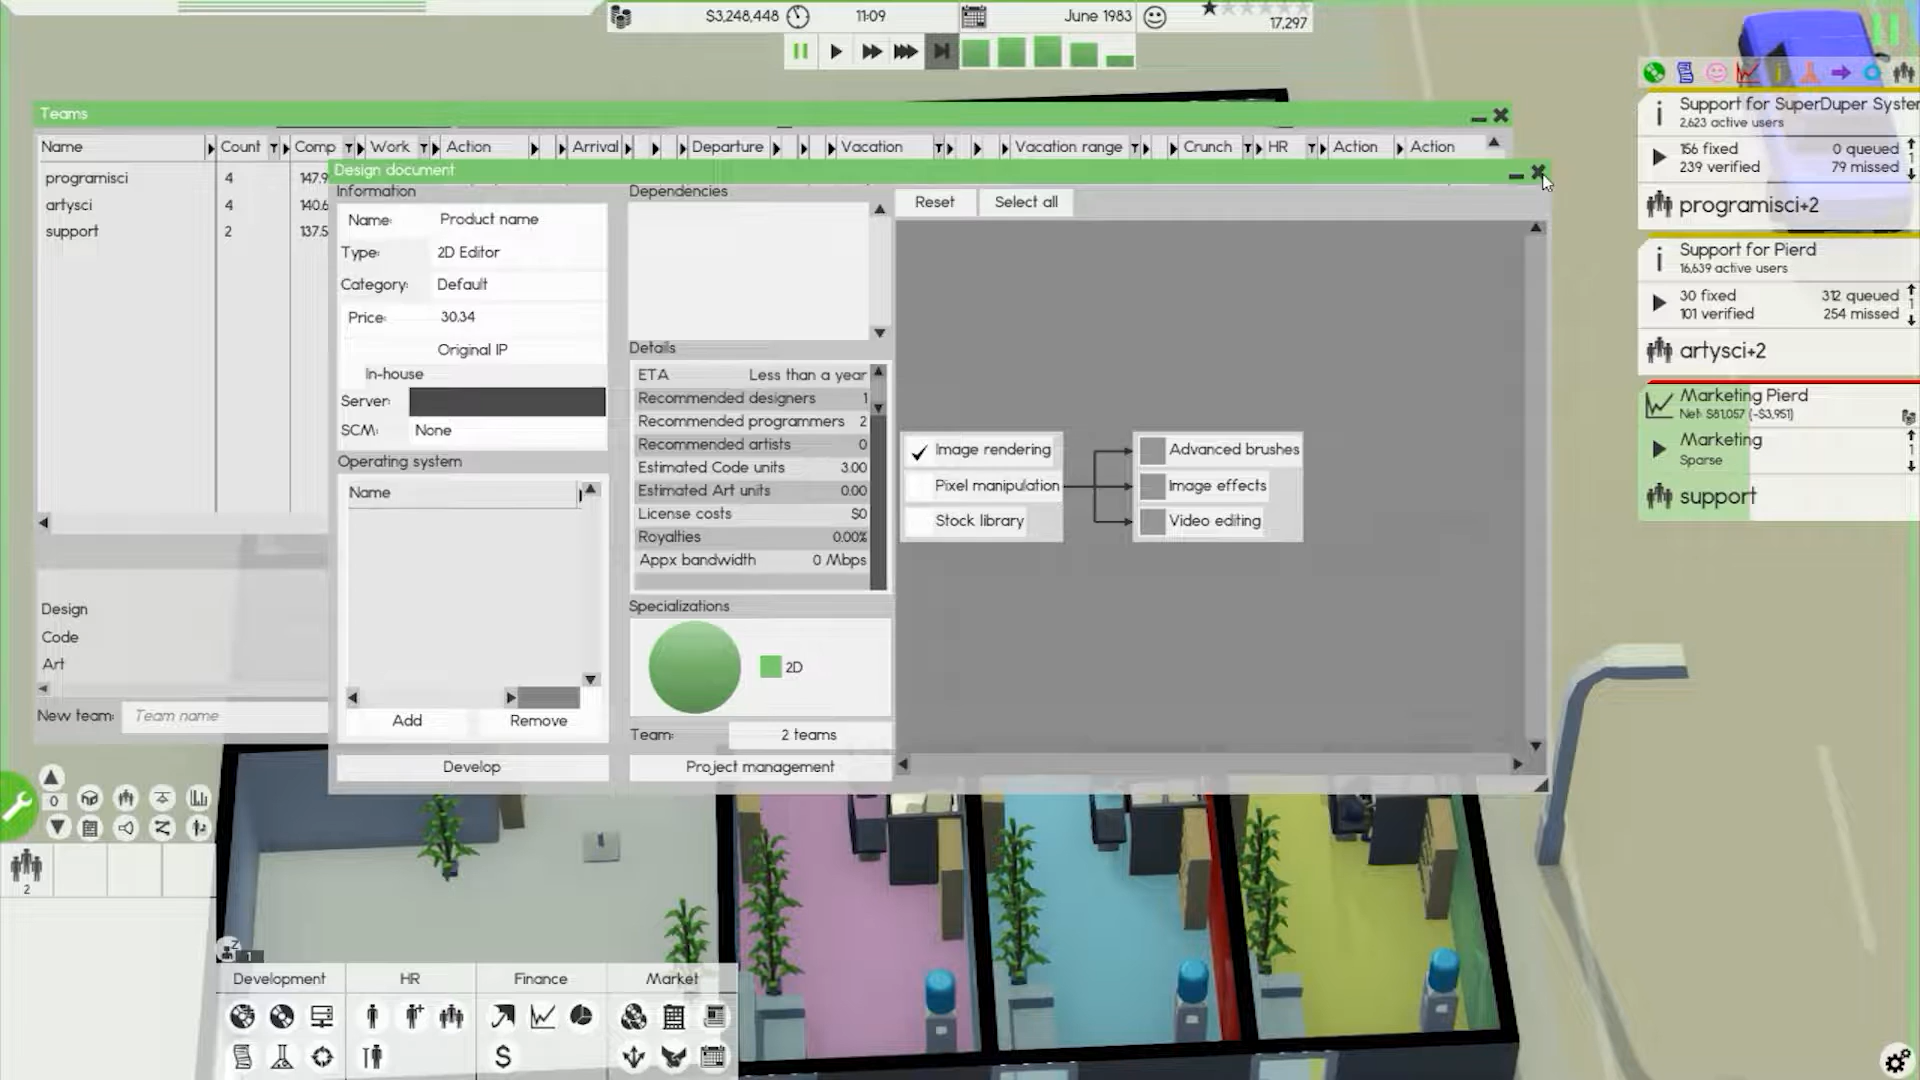 $3,248,448
11:09
June 1983
17,297
Teams
Name Count Comp Work Action Arrival Departure Vacation Vacation range Crunch HR Action Action
programisci 4 147.9
artysci 4 140.6
support 2 137.5
Design
Code
Art
New team: Team name
Design document
Information
Name: Product name
Type: 2D Editor
Category: Default
Price: 30.34
Original IP
In-house
Server:
SCM: None
Operating system
Name
Add Remove
Develop
Dependencies
Details
ETA Less than a year
Recommended designers 1
Recommended programmers 2
Recommended artists 0
Estimated Code units 3.00
Estimated Art units 0.00
License costs $0
Royalties 0.00%
Appx bandwidth 0 Mbps
Specializations
2D
Team: 2 teams
Project management
Reset Select all
Image rendering
Pixel manipulation
Stock library
Advanced brushes
Image effects
Video editing
Support for SuperDuper Syster
2,623 active users
156 fixed 0 queued
239 verified 79 missed
1
programisci+2
Support for Pierd
16,639 active users
30 fixed 312 queued
101 verified 254 missed
1
artysci+2
Marketing Pierd
Net: $81,057 (-$3,951)
Marketing
Sparse
1
support
0
2
Z
1
Development HR Finance Market
$